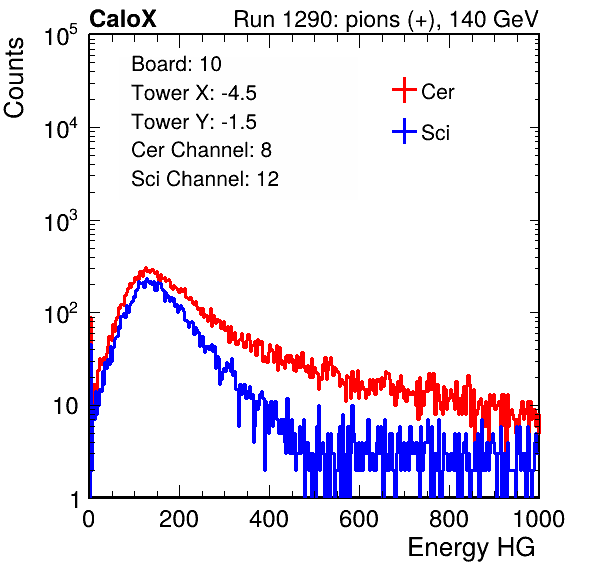 CaloX Run 1290: pions (+), 140 GeV
Counts
Board: 10
Tower X: -4.5
Tower Y: -1.5
Cer Channel: 8
Sci Channel: 12
Cer
Sci
10^5
10^4
10^3
10^2
10
1
0 200 400 600 800 1000
Energy HG